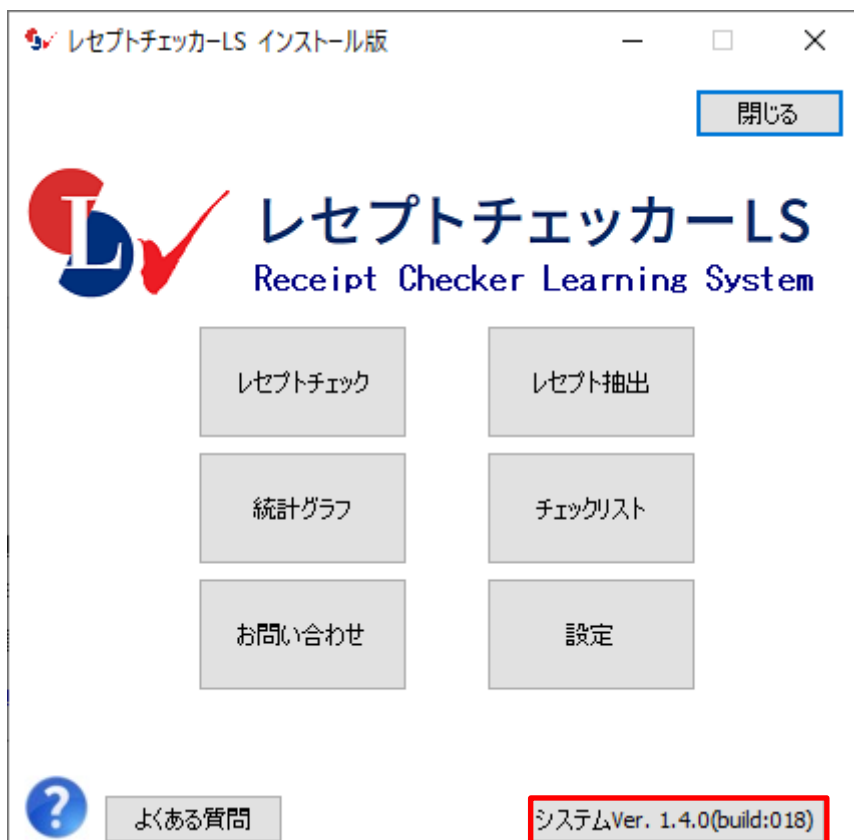 レセプトチェッカーLS インストール版
閉じる
L
レセプトチェッカーLS
Receipt Checker Learning System
レセプトチェック
レセプト抽出
統計グラフ
チェックリスト
お問い合わせ
設定
?
よくある質問
システムVer. 1.4.0(build:018)